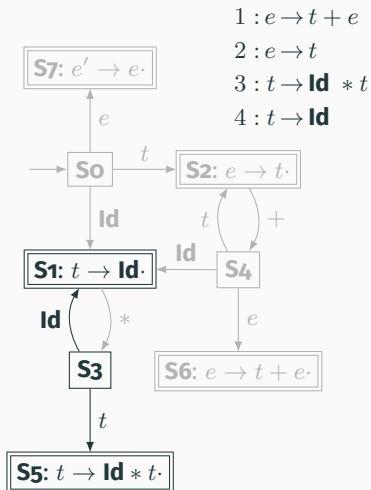 1 : e → t + e
2 : e → t
3 : t → Id * t
4 : t → Id
S7: e′ → e·
e
t
S0
S2: e → t·
Id
t
+
S1: t → Id·
Id
S4
Id
*
e
S3
S6: e → t + e·
t
S5: t → Id * t·